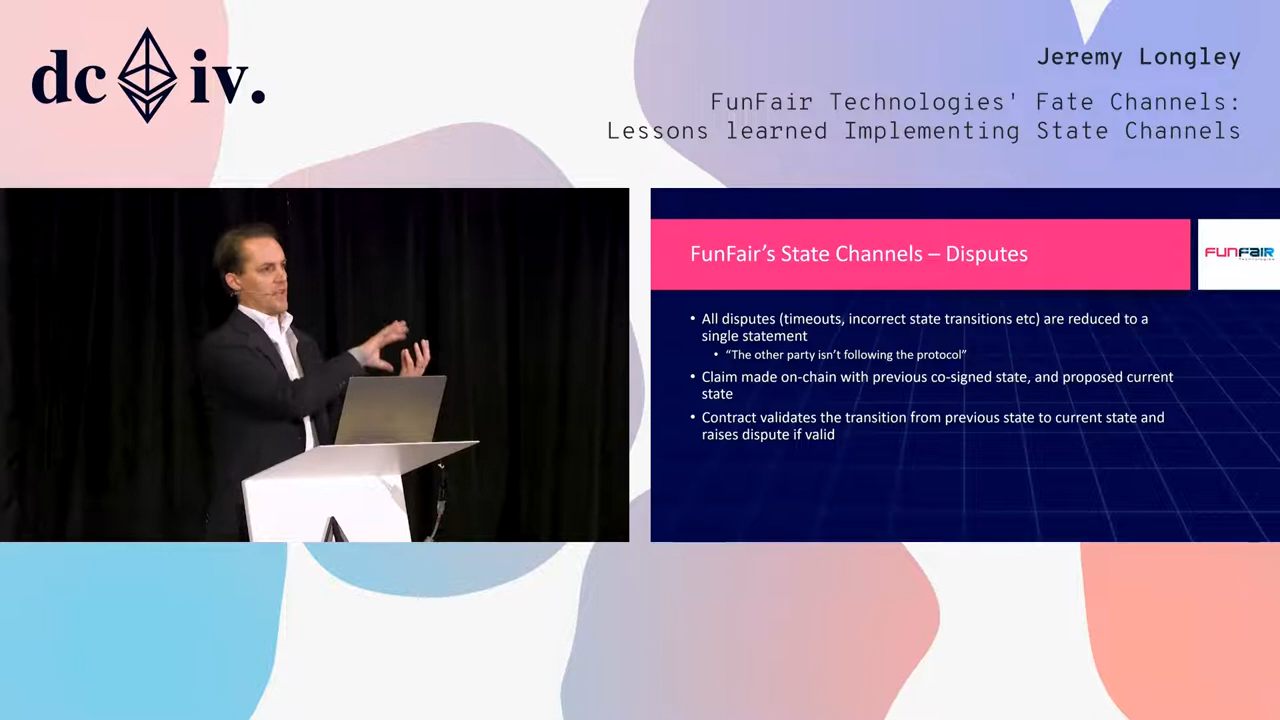 dc iv.
Jeremy Longley
FunFair Technologies' Fate Channels:
Lessons learned Implementing State Channels
FunFair's State Channels – Disputes
FUNFAIR
Technologies
• All disputes (timeouts, incorrect state transitions etc) are reduced to a
single statement
• "The other party isn't following the protocol"
• Claim made on-chain with previous co-signed state, and proposed current
state
• Contract validates the transition from previous state to current state and
raises dispute if valid